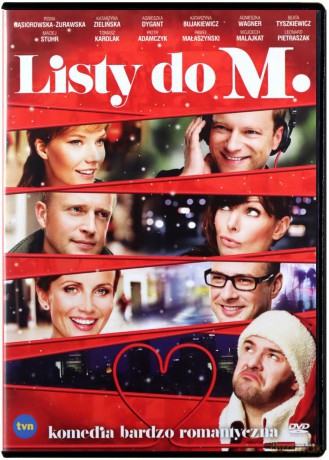 ROMA GĄSIOROWSKA-ŻURAWSKA
KATARZYNA ZIELIŃSKA
AGNIESZKA DYGANT
KATARZYNA BUJAKIEWICZ
AGNIESZKA WAGNER
BEATA TYSZKIEWICZ
MACIEJ STUHR
TOMASZ KAROLAK
PIOTR ADAMCZYK
PAWEŁ MAŁASZYŃSKI
WOJCIECH MALAJKAT
LEONARD PIETRASZAK
Listy do M.
tvn
komedia bardzo romantyczna
DVD